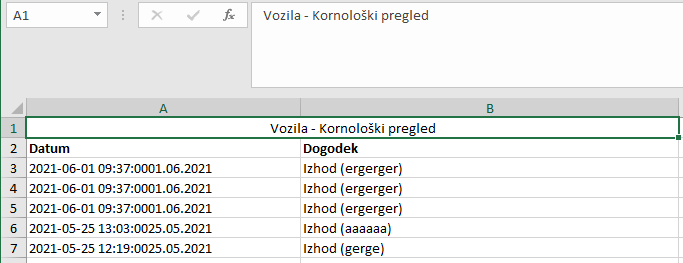 A1 fx Vozila - Kornološki pregled
A B
1 Vozila - Kornološki pregled
2 Datum Dogodek
3 2021-06-01 09:37:0001.06.2021 Izhod (ergerger)
4 2021-06-01 09:37:0001.06.2021 Izhod (ergerger)
5 2021-06-01 09:37:0001.06.2021 Izhod (ergerger)
6 2021-05-25 13:03:0025.05.2021 Izhod (aaaaaa)
7 2021-05-25 12:19:0025.05.2021 Izhod (gerge)